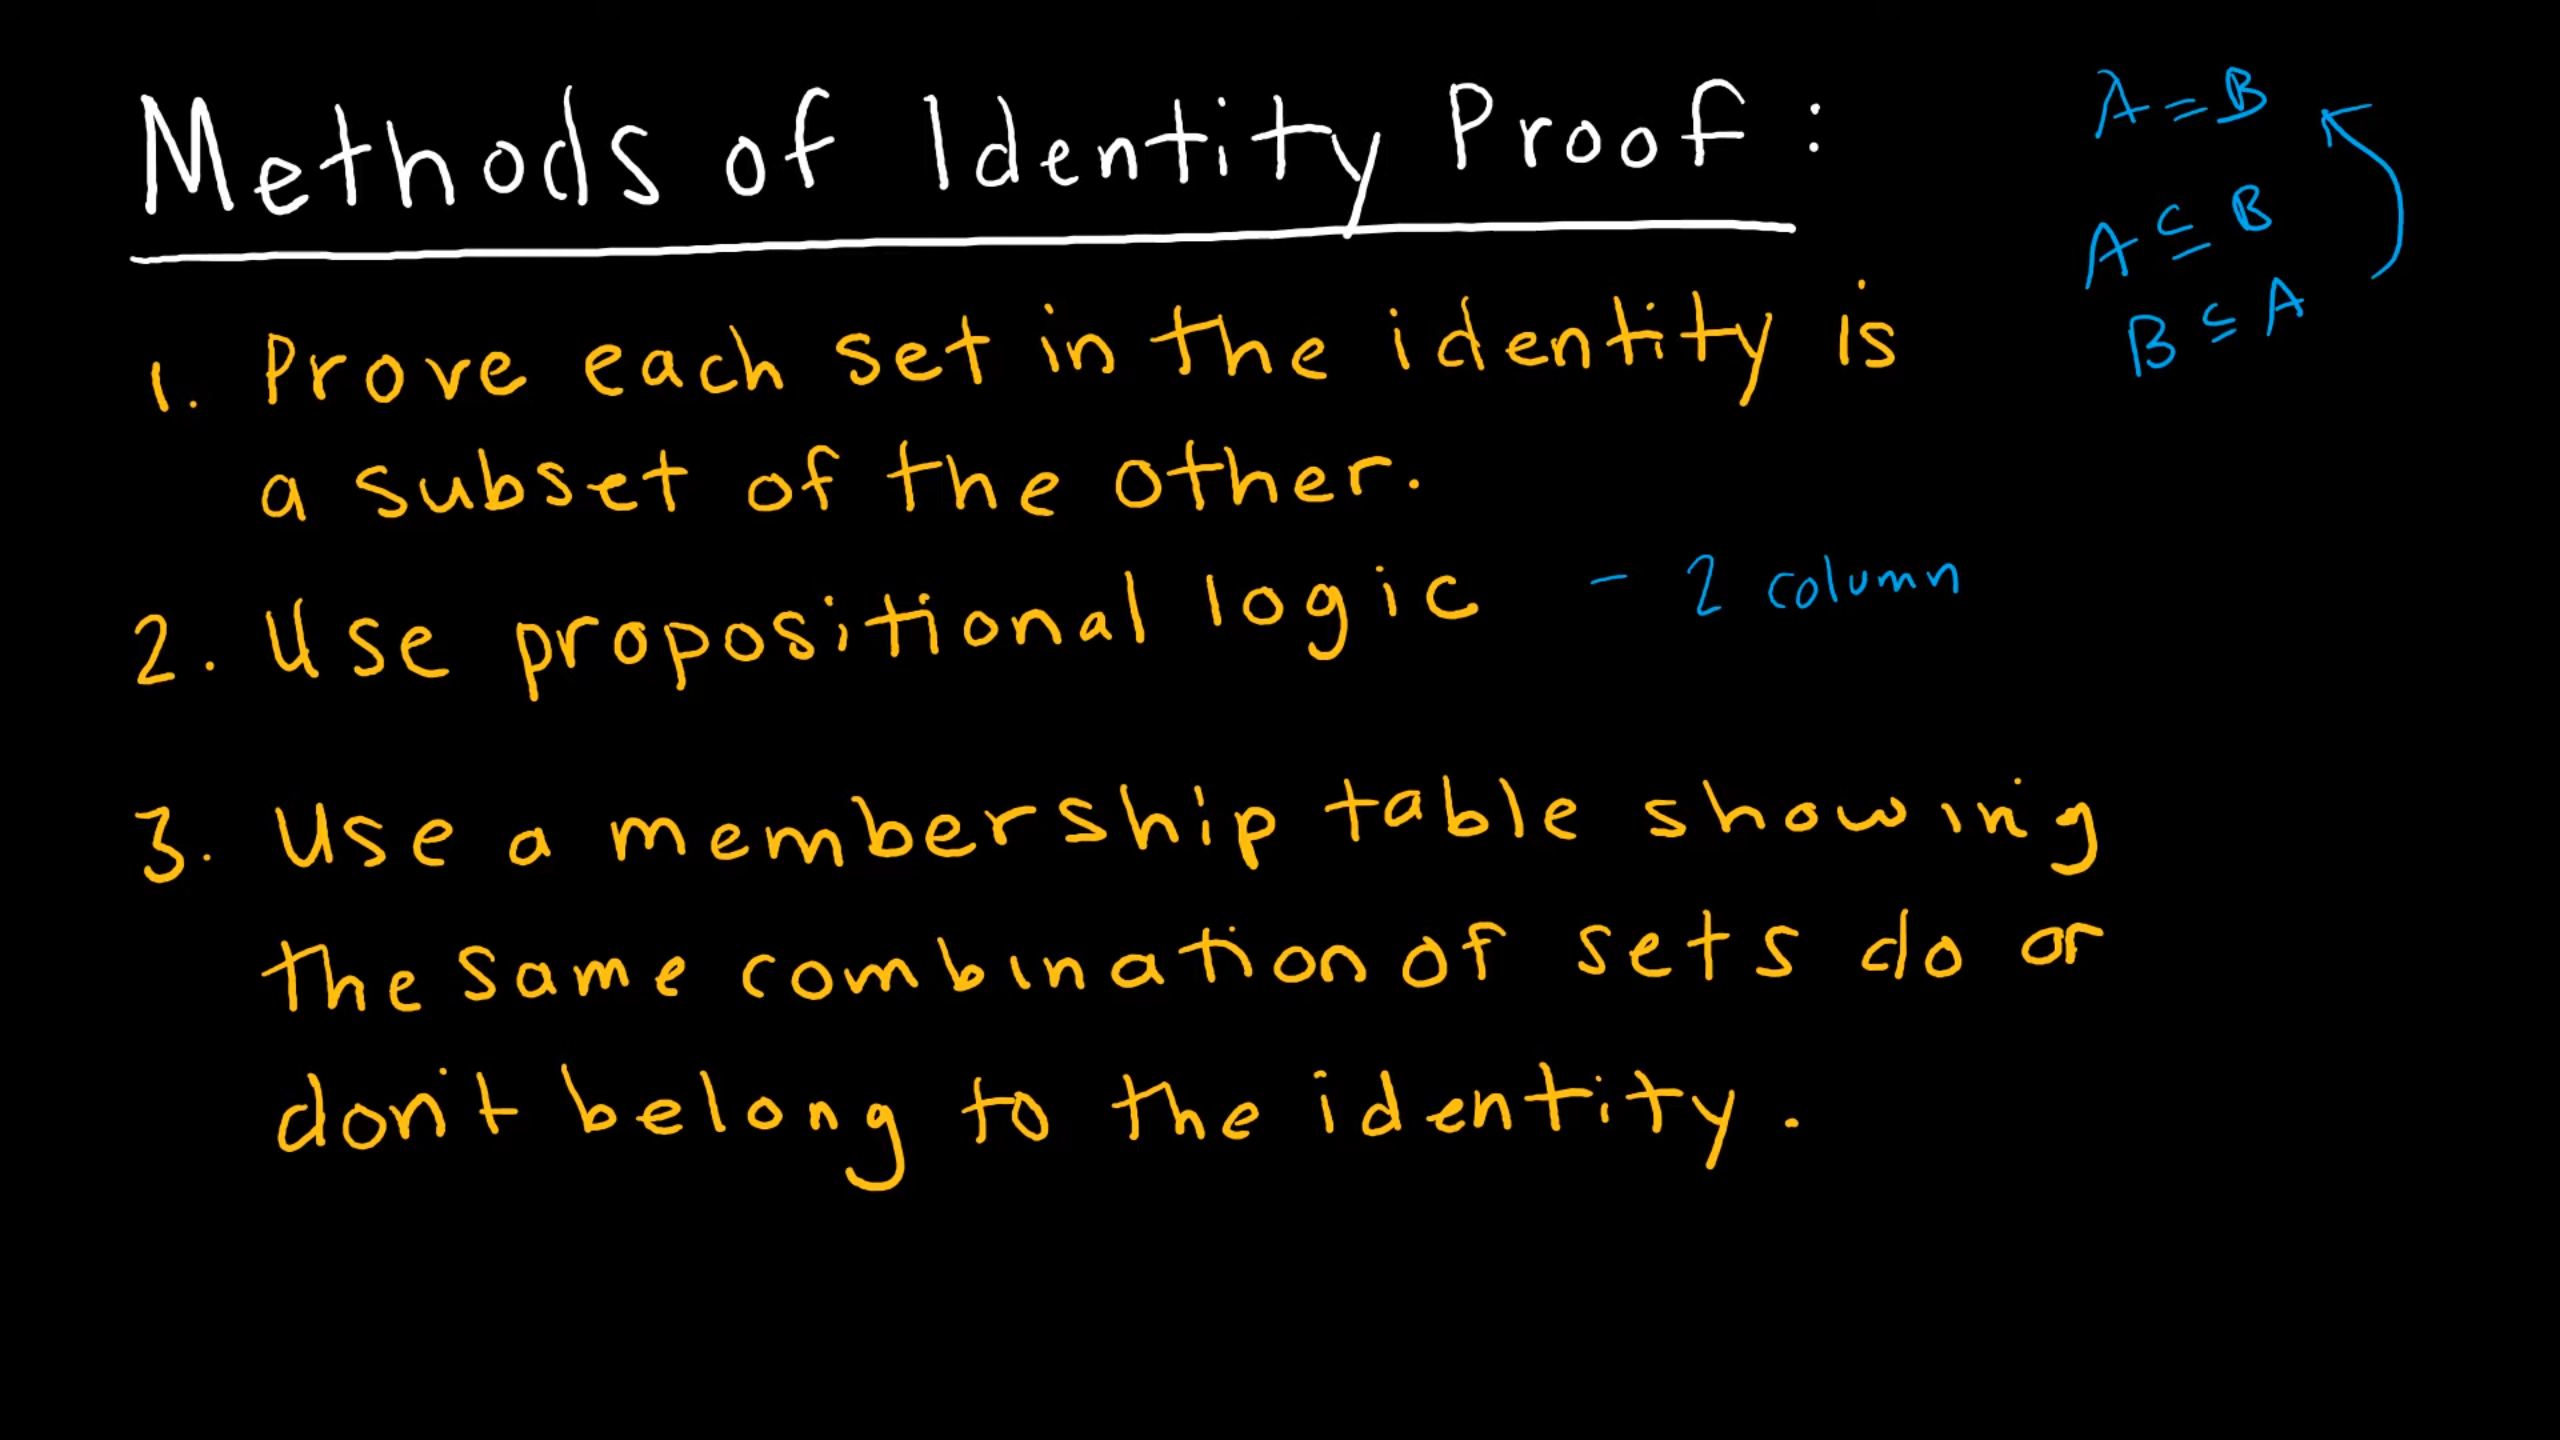 Methods of Identity Proof:
A = B
A ⊆ B
B ⊆ A
1. Prove each set in the identity is
a subset of the other.
2. Use propositional logic - 2 column
3. Use a membership table showing
the same combination of sets do or
don't belong to the identity.